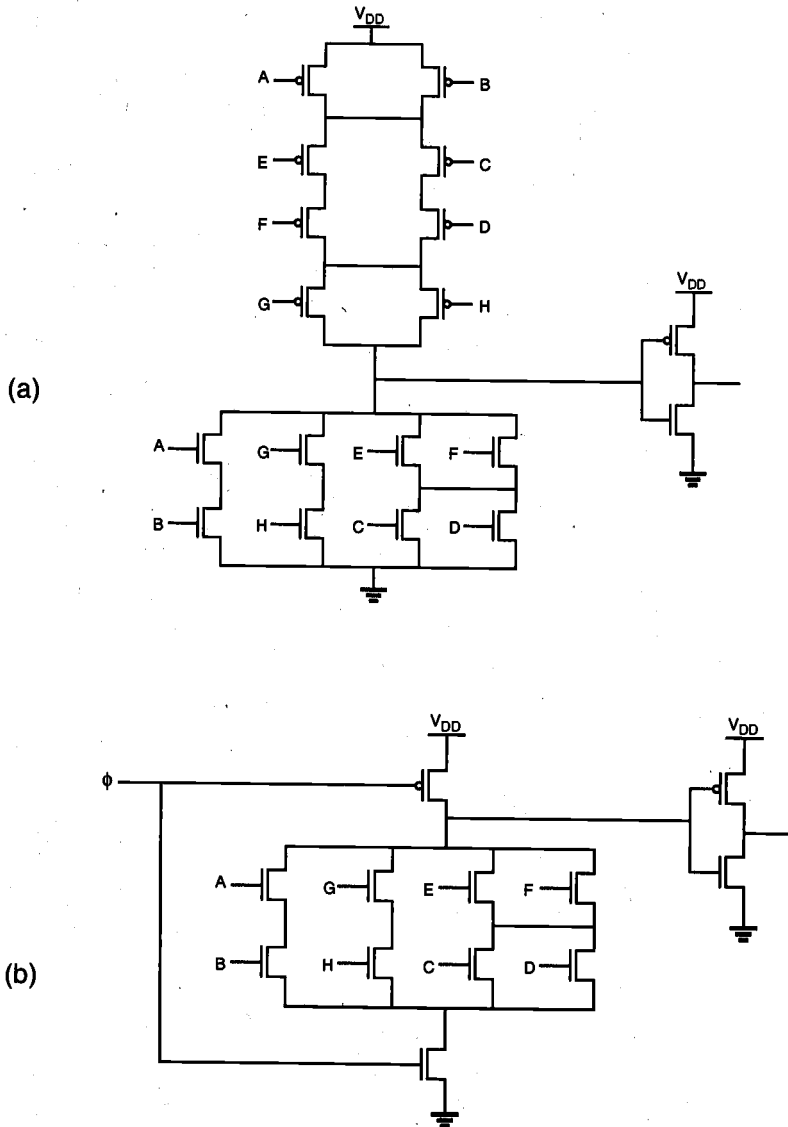 V_DD
A B
E C
F D
G H
V_DD
(a)
A G E F
B H C D
V_DD V_DD
ϕ
A G E F
B H C D
(b)